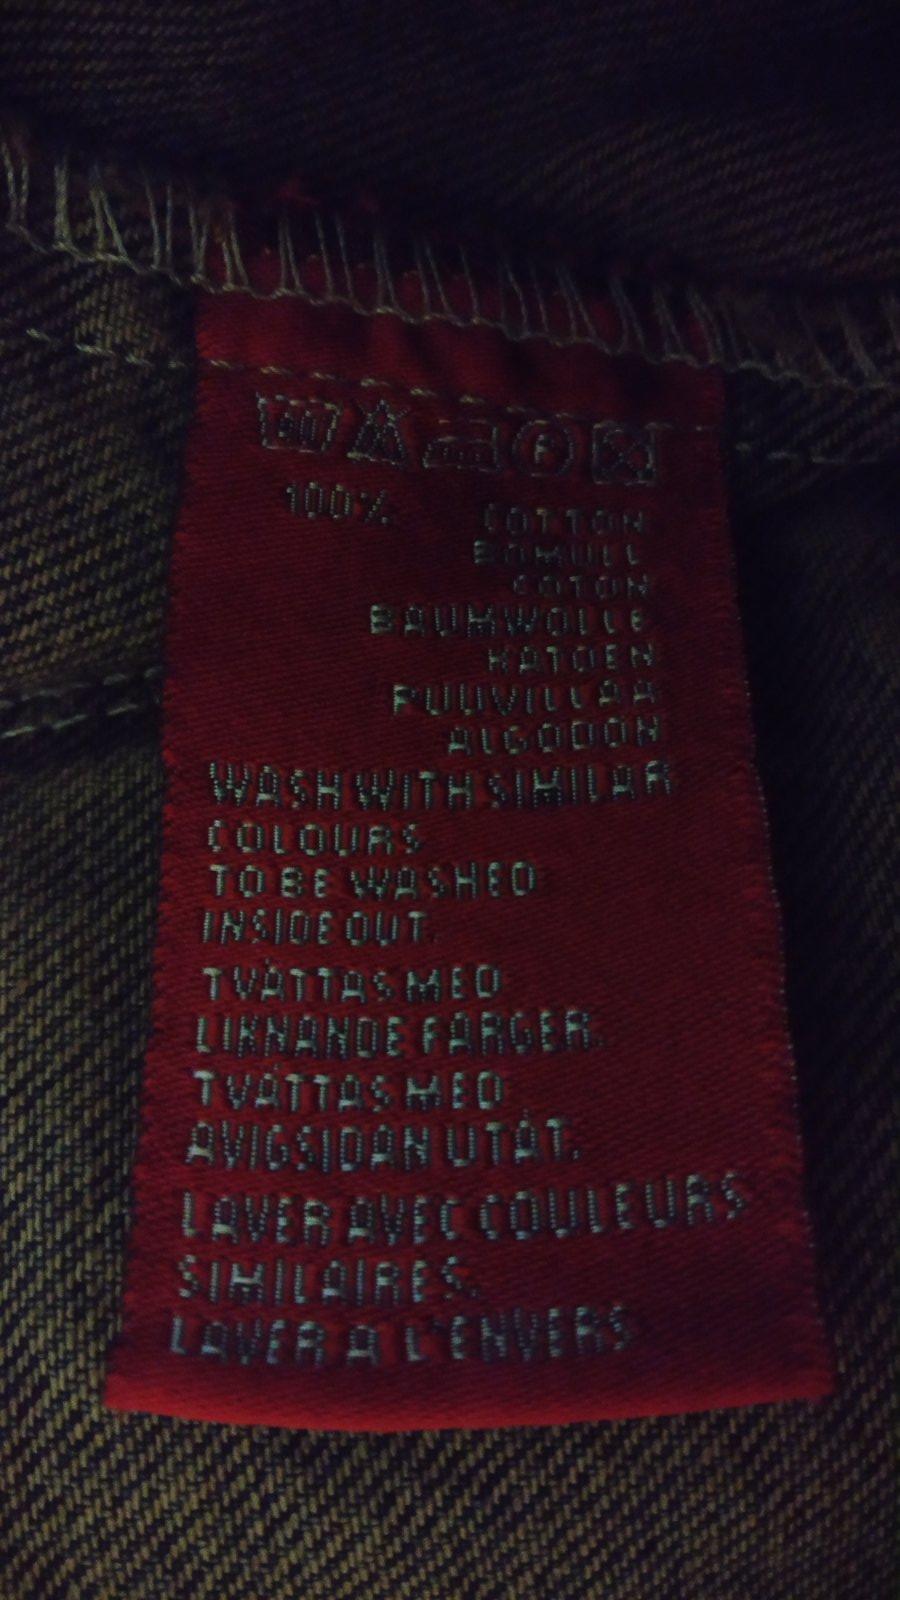 100% COTTON
BOMULL
COTON
BAUMWOLLE
KATOEN
PUUVILLAA
ALGODON
WASH WITH SIMILAR
COLOURS
TO BE WASHED
INSIDE OUT.
TVÄTTAS MED
LIKNANDE FÄRGER.
TVÄTTAS MED
AVIGSIDAN UTÅT.
LAVER AVEC COULEURS
SIMILAIRES.
LAVER A L'ENVERS